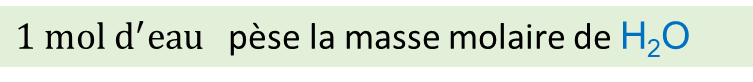 1 mol d′eau pèse la masse molaire de H₂O